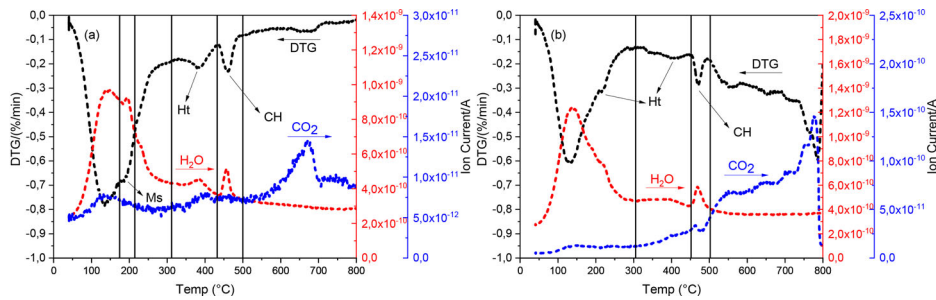 0,0
-0,1
-0,2
-0,3
-0,4
-0,5
-0,6
-0,7
-0,8
-0,9
-1,0
DTG/(%/min)
(a)
DTG
Ht
CH
Ms
H₂O
CO₂
0
100
200
300
400
500
600
700
800
Temp (°C)
1,4x10⁻⁹
1,2x10⁻⁹
1,0x10⁻⁹
8,0x10⁻¹⁰
6,0x10⁻¹⁰
4,0x10⁻¹⁰
2,0x10⁻¹⁰
0,0
3,0x10⁻¹¹
2,5x10⁻¹¹
2,0x10⁻¹¹
1,5x10⁻¹¹
1,0x10⁻¹¹
5,0x10⁻¹²
0,0
Ion Current/A
0,0
-0,1
-0,2
-0,3
-0,4
-0,5
-0,6
-0,7
-0,8
-0,9
-1,0
DTG/(%/min)
(b)
DTG
Ht
CH
H₂O
CO₂
0
100
200
300
400
500
600
700
800
Temp (°C)
2,0x10⁻⁹
1,8x10⁻⁹
1,6x10⁻⁹
1,4x10⁻⁹
1,2x10⁻⁹
1,0x10⁻⁹
8,0x10⁻¹⁰
6,0x10⁻¹⁰
4,0x10⁻¹⁰
2,0x10⁻¹⁰
0,0
2,5x10⁻¹⁰
2,0x10⁻¹⁰
1,5x10⁻¹⁰
1,0x10⁻¹⁰
5,0x10⁻¹¹
0,0
Ion Current/A